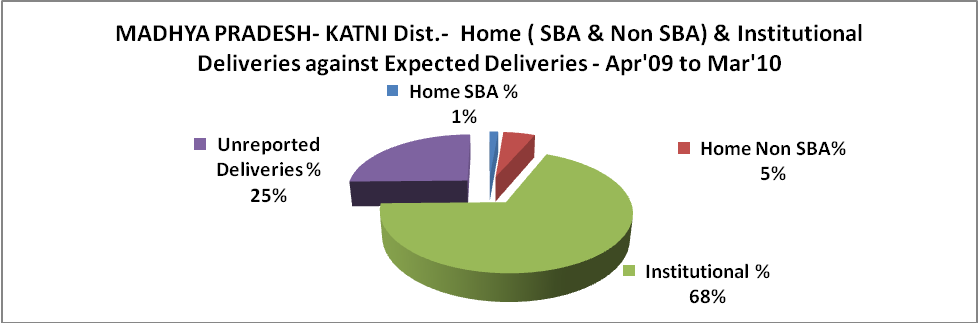 MADHYA PRADESH- KATNI Dist.-  Home ( SBA & Non SBA) & Institutional
Deliveries against Expected Deliveries - Apr'09 to Mar'10
Home SBA %
1%
Unreported
Deliveries %
25%
Home Non SBA%
5%
Institutional %
68%